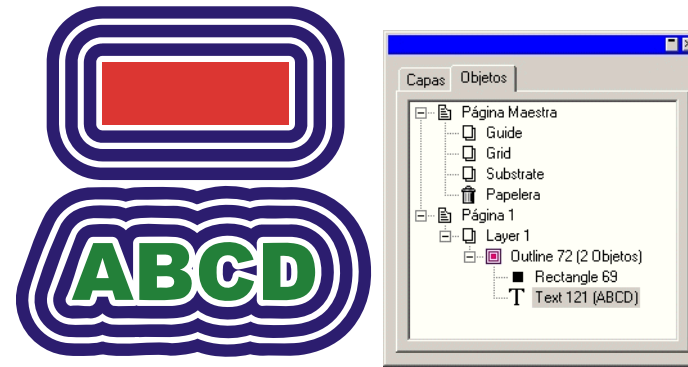 ABCD
Capas Objetos
Página Maestra
Guide
Grid
Substrate
Papelera
Página 1
Layer 1
Outline 72 (2 Objetos)
Rectangle 69
Text 121 (ABCD)